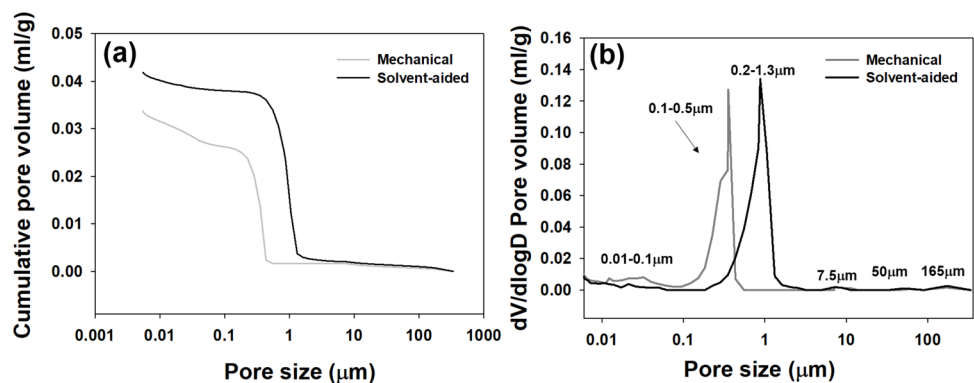 (a)
Cumulative pore volume (ml/g)
0.05
0.04
0.03
0.02
0.01
0.00
Mechanical
Solvent-aided
0.001
0.01
0.1
1
10
100
1000
Pore size (μm)
(b)
dV/dlogD Pore volume (ml/g)
0.16
0.14
0.12
0.10
0.08
0.06
0.04
0.02
0.00
Mechanical
Solvent-aided
0.2-1.3μm
0.1-0.5μm
0.01-0.1μm
7.5μm
50μm
165μm
0.01
0.1
1
10
100
Pore size (μm)